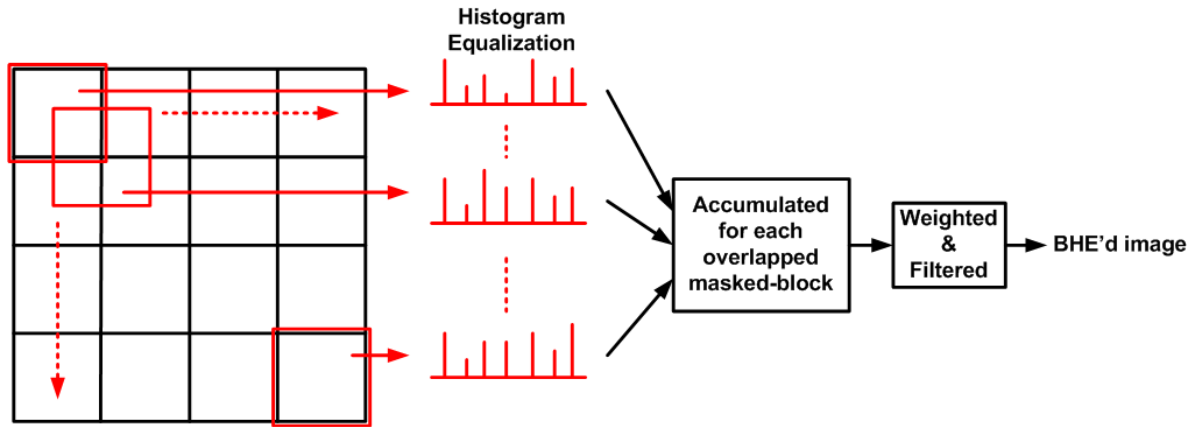 Histogram
Equalization
Accumulated
for each
overlapped
masked-block
Weighted
&
Filtered
BHE'd image